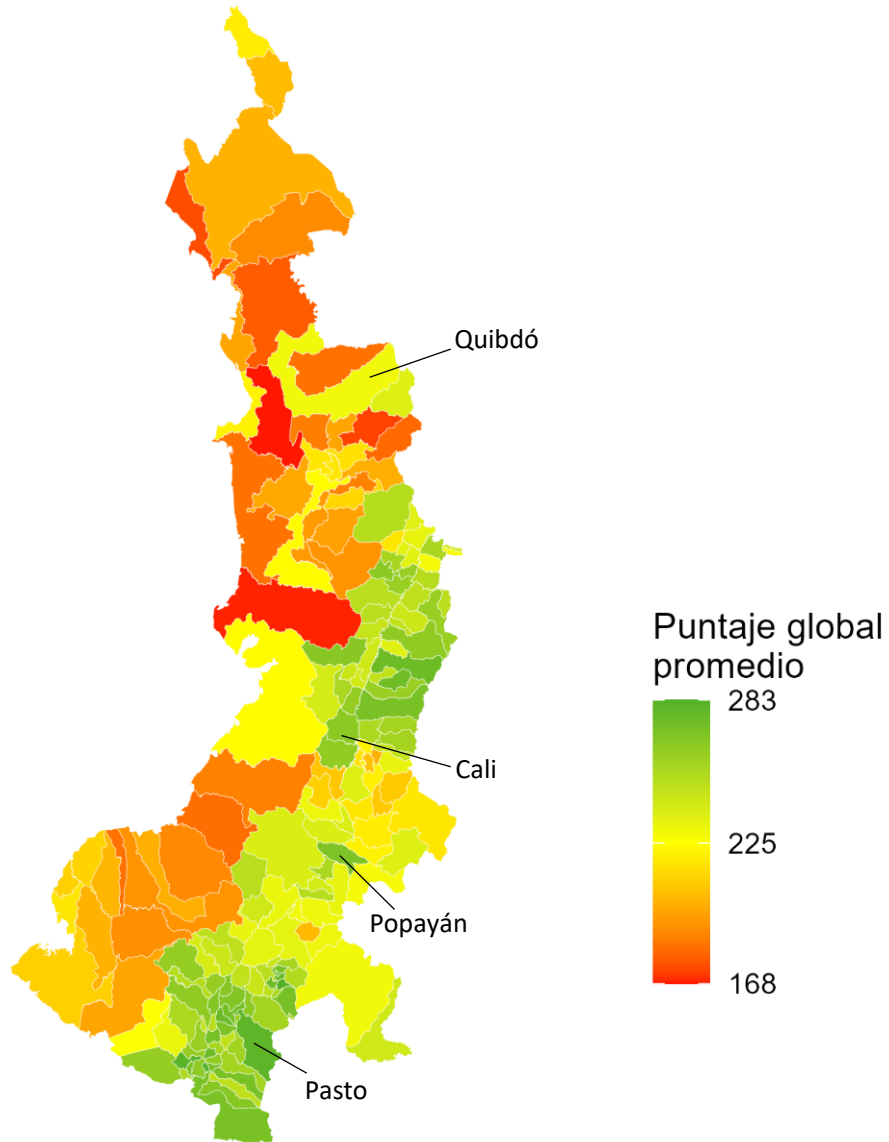 Quibdó
Puntaje global
promedio
283
Cali
225
Popayán
168
Pasto